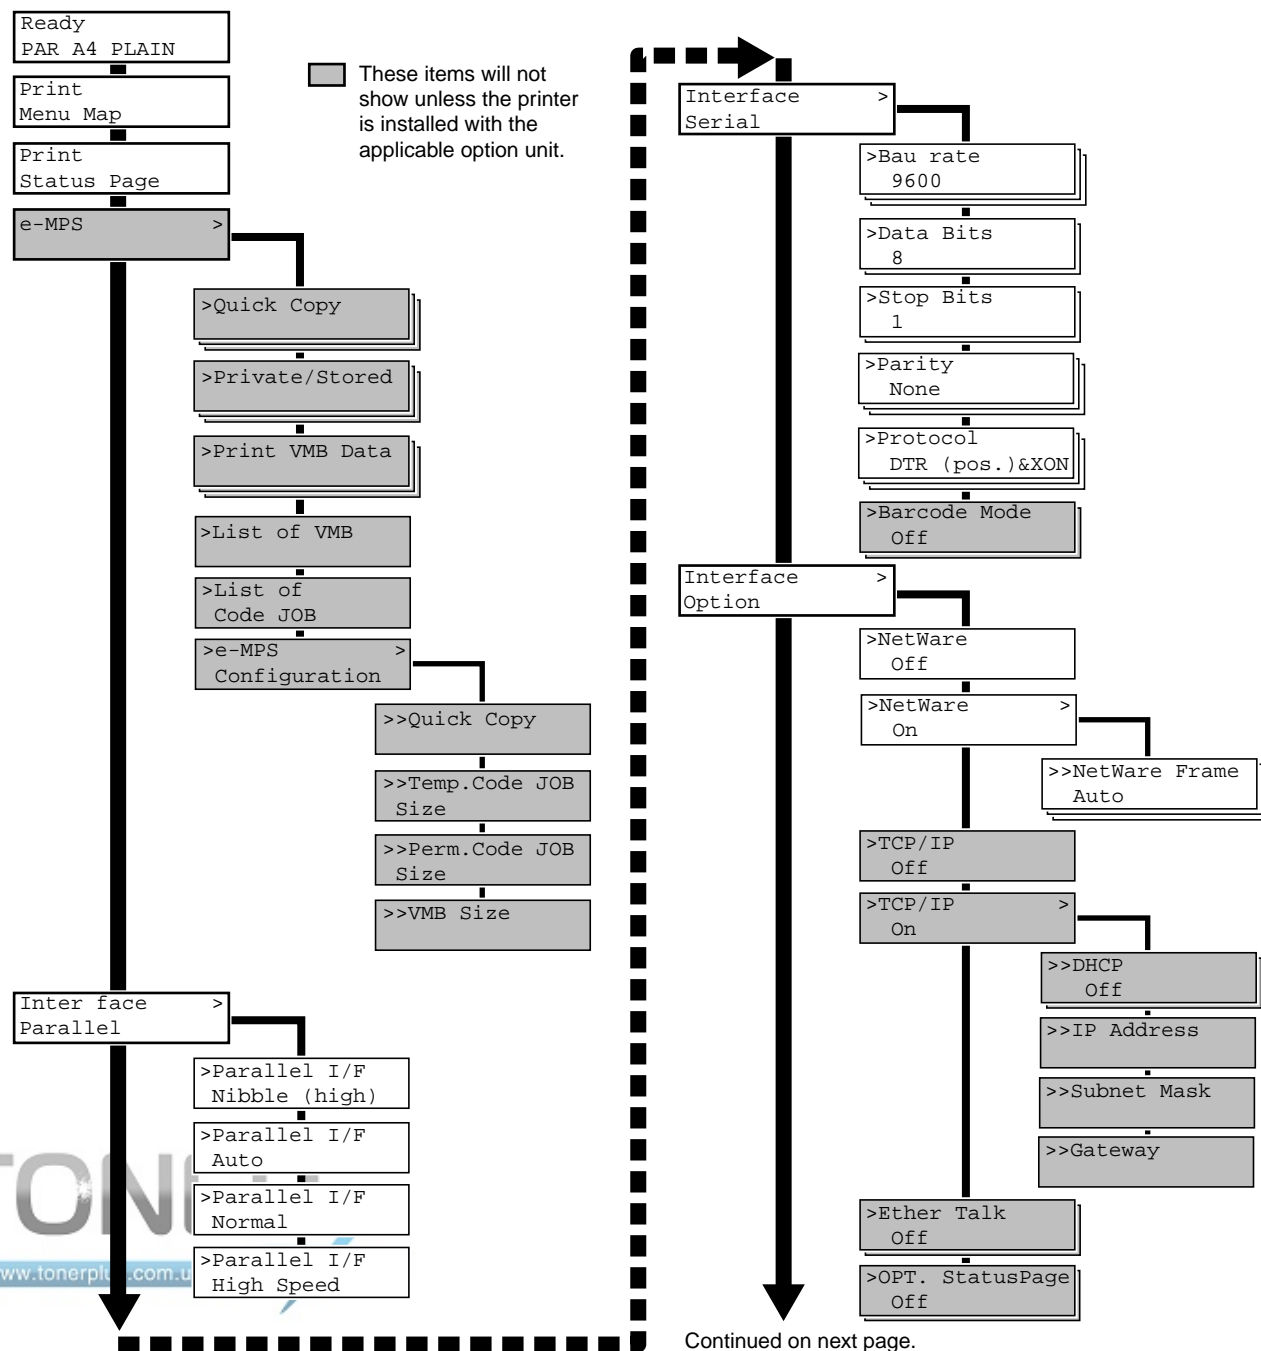 Ready
PAR A4 PLAIN
Print
Menu Map
Print
Status Page
e-MPS >
These items will not
show unless the printer
is installed with the
applicable option unit.
>Quick Copy
>Private/Stored
>Print VMB Data
>List of VMB
>List of
Code JOB
>e-MPS >
Configuration
>>Quick Copy
>>Temp.Code JOB
Size
>>Perm.Code JOB
Size
>>VMB Size
Inter face >
Parallel
>Parallel I/F
Nibble (high)
>Parallel I/F
Auto
>Parallel I/F
Normal
>Parallel I/F
High Speed
Interface >
Serial
>Bau rate
9600
>Data Bits
8
>Stop Bits
1
>Parity
None
>Protocol
DTR (pos.)&XON
>Barcode Mode
Off
Interface >
Option
>NetWare
Off
>NetWare >
On
>>NetWare Frame
Auto
>TCP/IP
Off
>TCP/IP >
On
>>DHCP
Off
>>IP Address
>>Subnet Mask
>>Gateway
>Ether Talk
Off
>OPT. StatusPage
Off
Continued on next page.